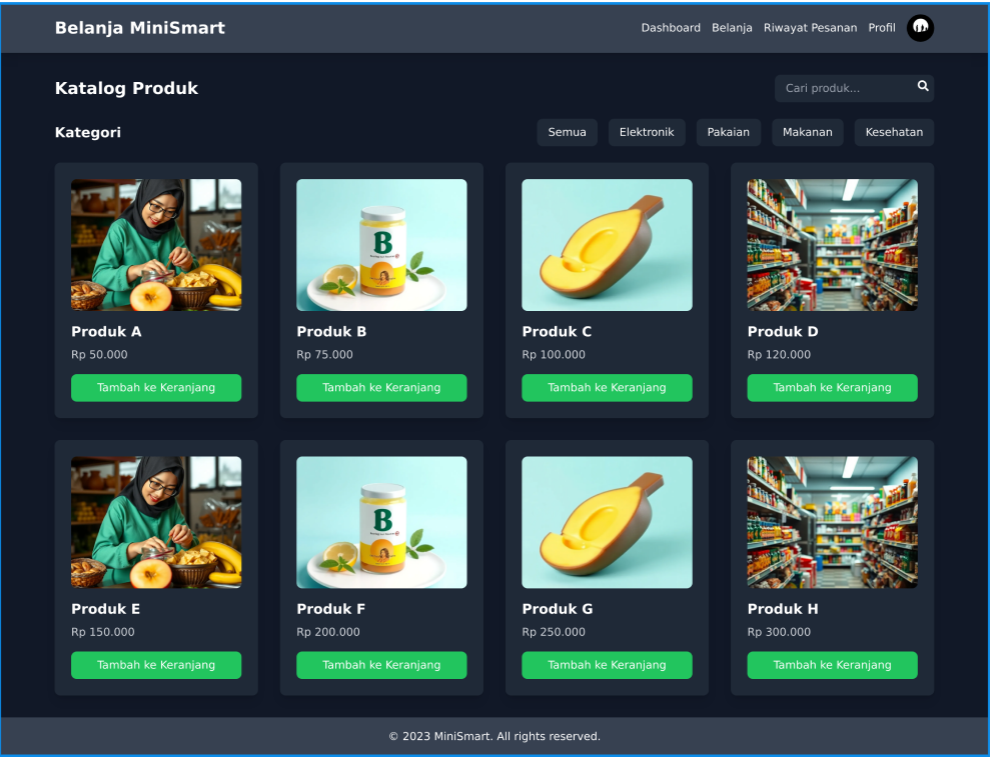 Belanja MiniSmart
Dashboard Belanja Riwayat Pesanan Profil
Katalog Produk
Cari produk...
Kategori
Semua Elektronik Pakaian Makanan Kesehatan
B
Produk A Produk B Produk C Produk D
Rp 50.000 Rp 75.000 Rp 100.000 Rp 120.000
Tambah ke Keranjang Tambah ke Keranjang Tambah ke Keranjang Tambah ke Keranjang
B
Produk E Produk F Produk G Produk H
Rp 150.000 Rp 200.000 Rp 250.000 Rp 300.000
Tambah ke Keranjang Tambah ke Keranjang Tambah ke Keranjang Tambah ke Keranjang
© 2023 MiniSmart. All rights reserved.